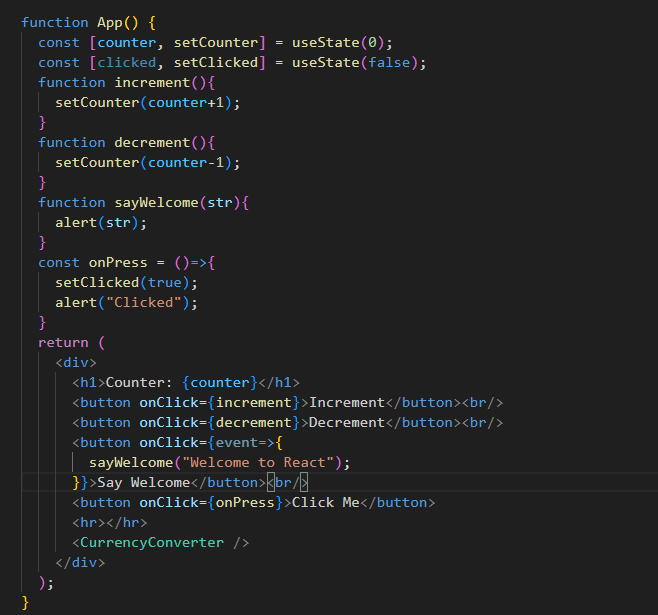 function App() {
  const [counter, setCounter] = useState(0);
  const [clicked, setClicked] = useState(false);
  function increment(){
    setCounter(counter+1);
  }
  function decrement(){
    setCounter(counter-1);
  }
  function sayWelcome(str){
    alert(str);
  }
  const onPress = ()=>{
    setClicked(true);
    alert("Clicked");
  }
  return (
    <div>
      <h1>Counter: {counter}</h1>
      <button onClick={increment}>Increment</button><br/>
      <button onClick={decrement}>Decrement</button><br/>
      <button onClick={event=>{
        sayWelcome("Welcome to React");
      }}>Say Welcome</button><br/>
      <button onClick={onPress}>Click Me</button>
      <hr></hr>
      <CurrencyConverter />
    </div>
  );
}